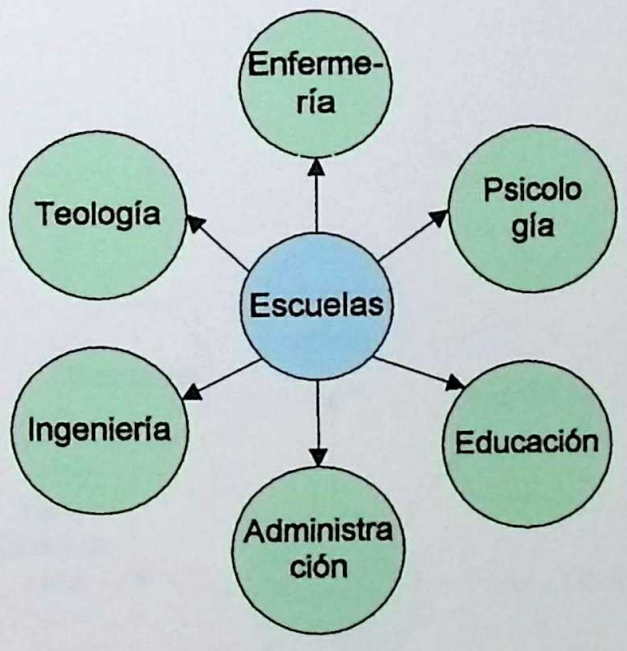 Enferme-
ría
Teología
Psicolo
gía
Escuelas
Ingeniería
Educación
Administra
ción